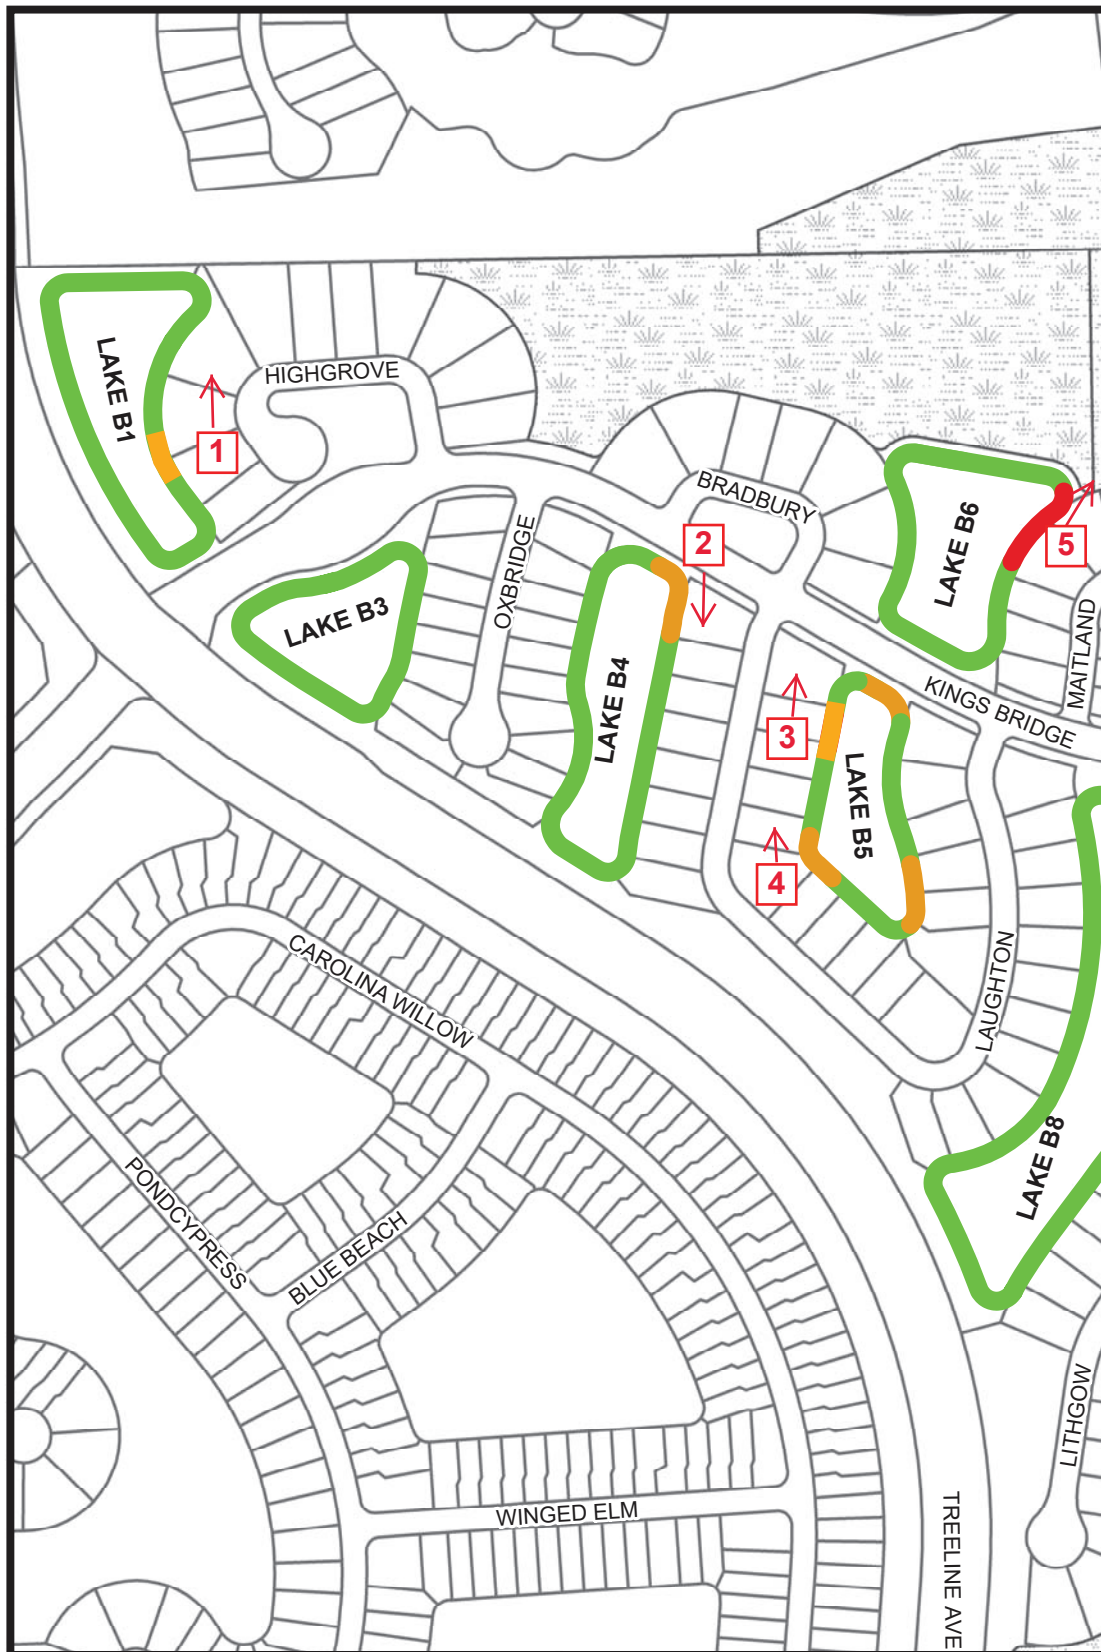 HIGHGROVE
LAKE B1
1
BRADBURY
OXBRIDGE
2
LAKE B6
5
LAKE B3
LAKE B4
MAITLAND
KINGS BRIDGE
3
LAKE B5
4
CAROLINA WILLOW
LAUGHTON
LAKE B8
PONDCYPRESS
BLUE BEACH
LITHGOW
WINGED ELM
TREELINE AVE